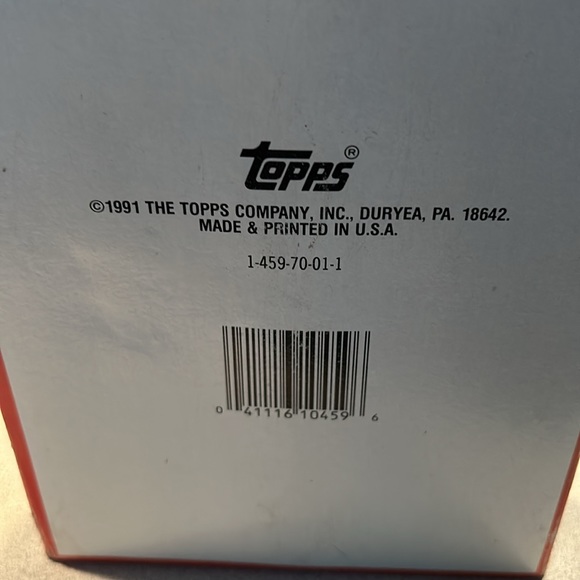 Topps®
©1991 THE TOPPS COMPANY, INC., DURYEA, PA. 18642.
MADE & PRINTED IN U.S.A.
1-459-70-01-1
0 41116 10459 6